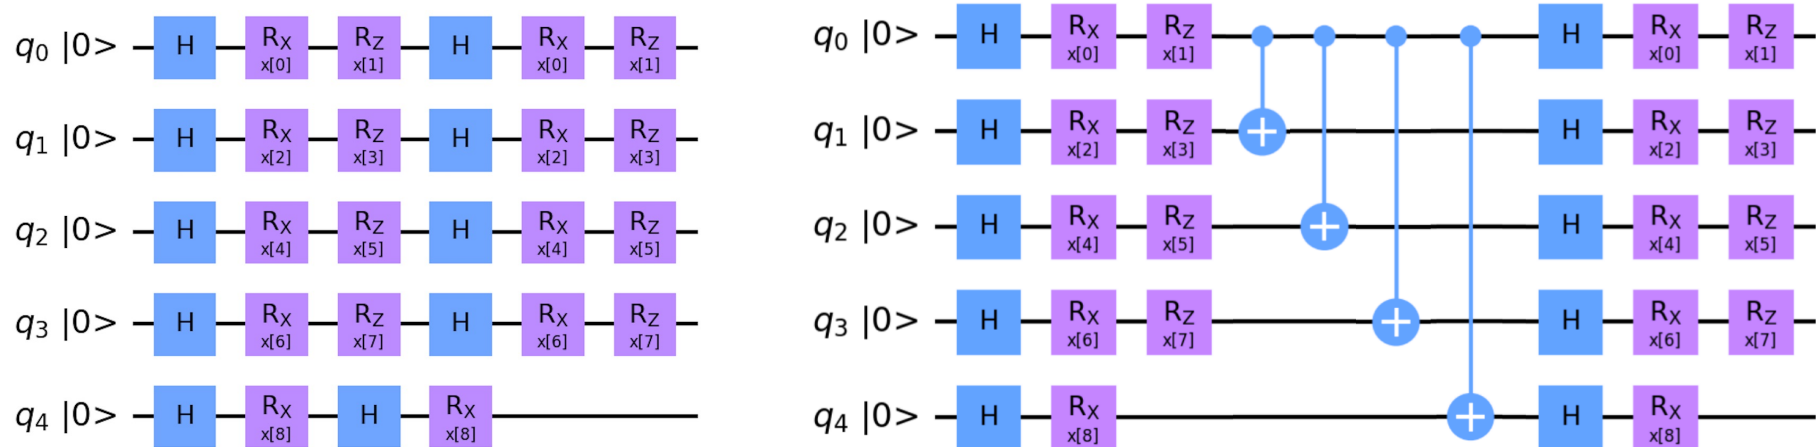 q0 |0> H RX x[0] RZ x[1] H RX x[0] RZ x[1]
q1 |0> H RX x[2] RZ x[3] H RX x[2] RZ x[3]
q2 |0> H RX x[4] RZ x[5] H RX x[4] RZ x[5]
q3 |0> H RX x[6] RZ x[7] H RX x[6] RZ x[7]
q4 |0> H RX x[8] H RX x[8]
q0 |0> H RX x[0] RZ x[1] H RX x[0] RZ x[1]
q1 |0> H RX x[2] RZ x[3] H RX x[2] RZ x[3]
q2 |0> H RX x[4] RZ x[5] H RX x[4] RZ x[5]
q3 |0> H RX x[6] RZ x[7] H RX x[6] RZ x[7]
q4 |0> H RX x[8] H RX x[8]